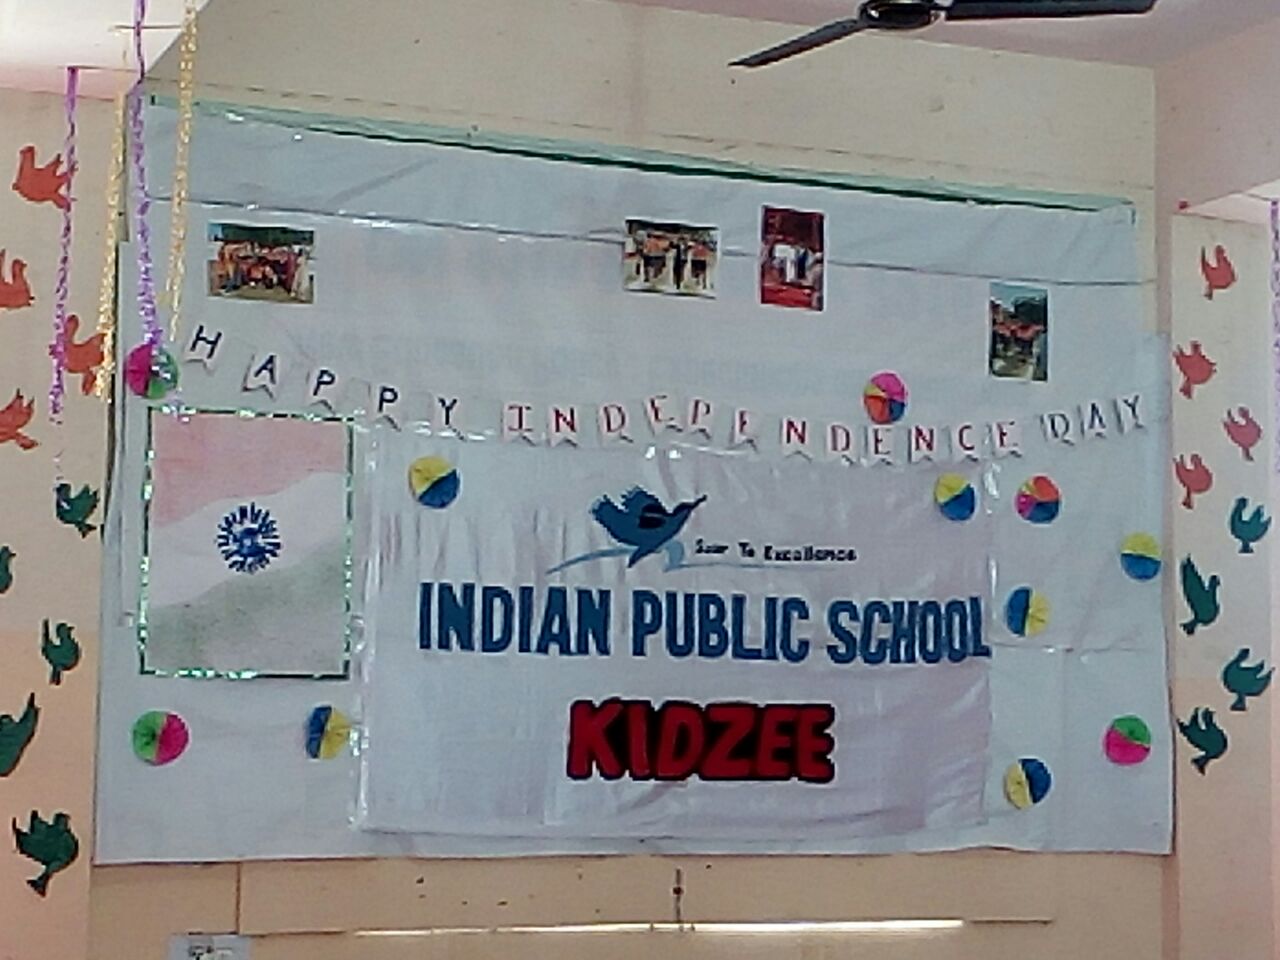 HAPPY INDEPENDENCE DAY
Soar To Excellence
INDIAN PUBLIC SCHOOL
KIDZEE